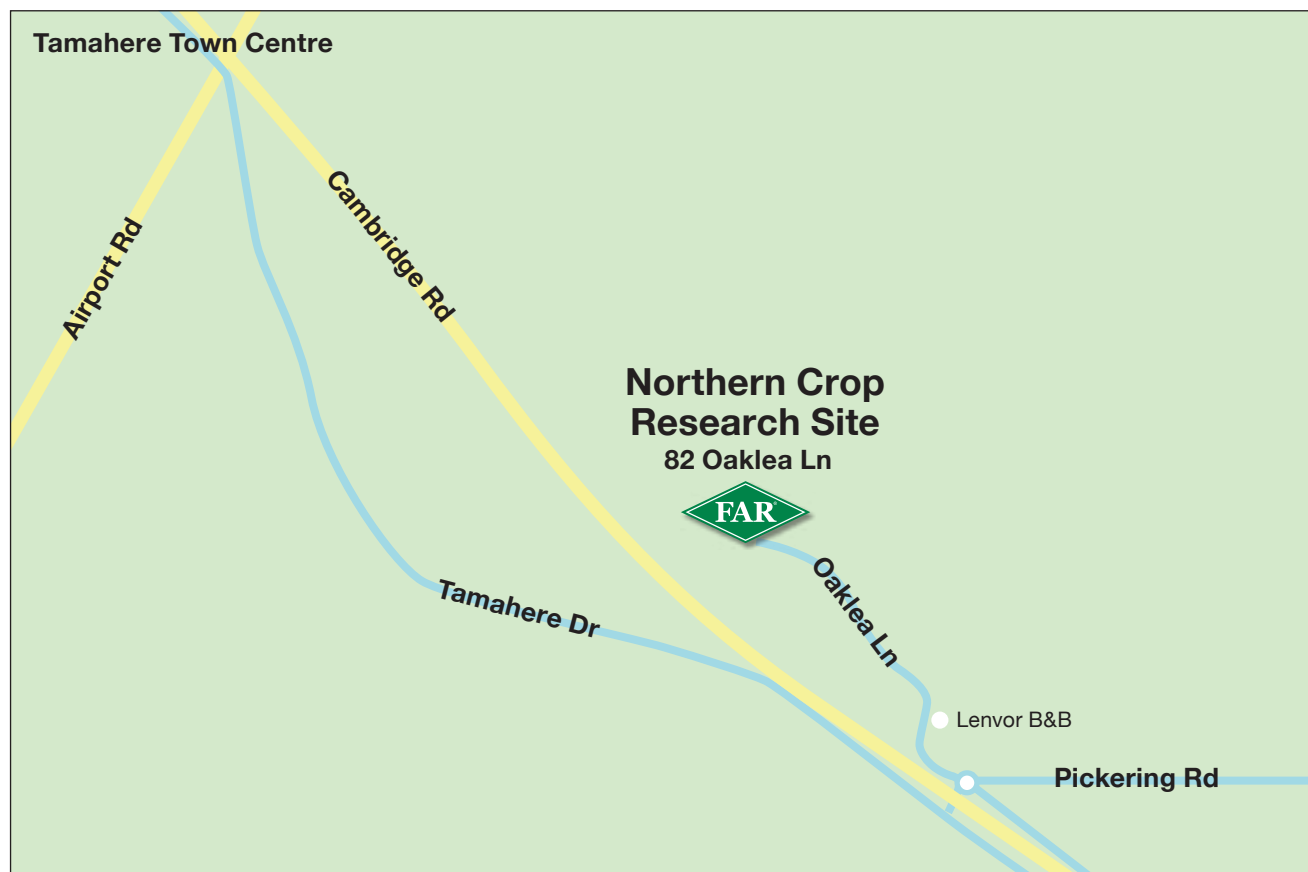 Tamahere Town Centre
Airport Rd
Cambridge Rd
Northern Crop
Research Site
82 Oaklea Ln
FAR
Oaklea Ln
Tamahere Dr
Lenvor B&B
Pickering Rd